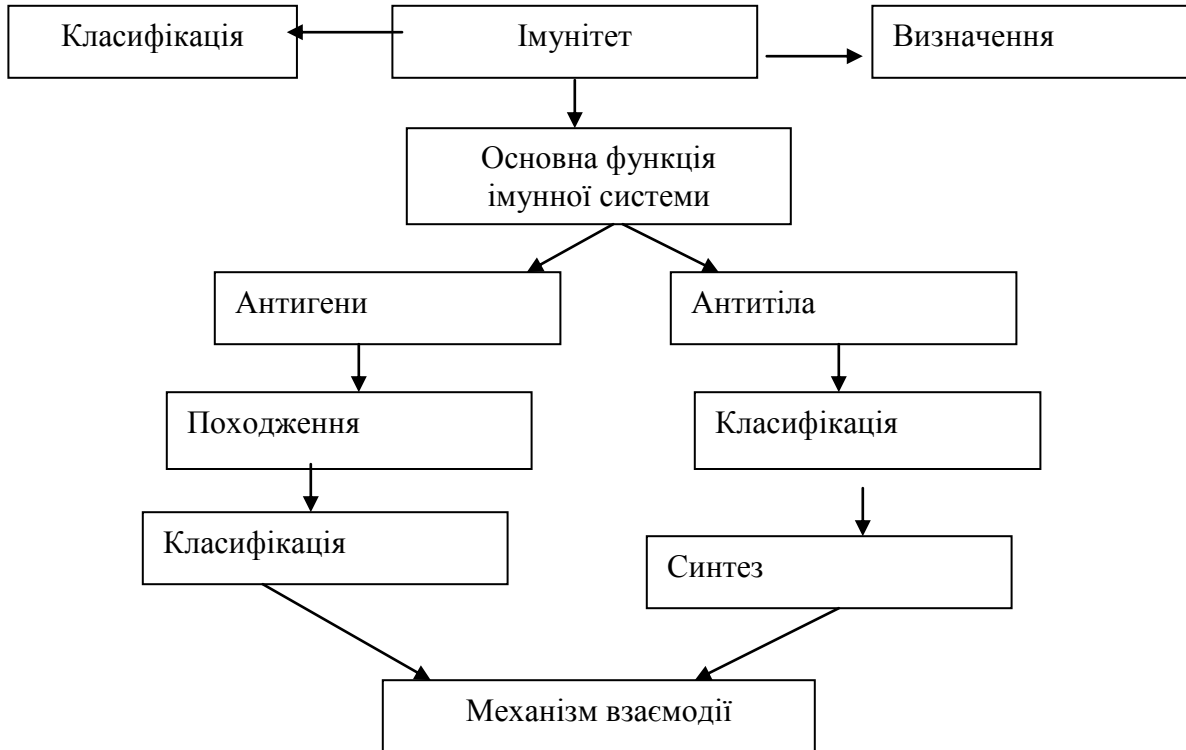 Класифікація
Імунітет
Визначення
Основна функція
імунної системи
Антигени
Антитіла
Походження
Класифікація
Класифікація
Синтез
Механізм взаємодії